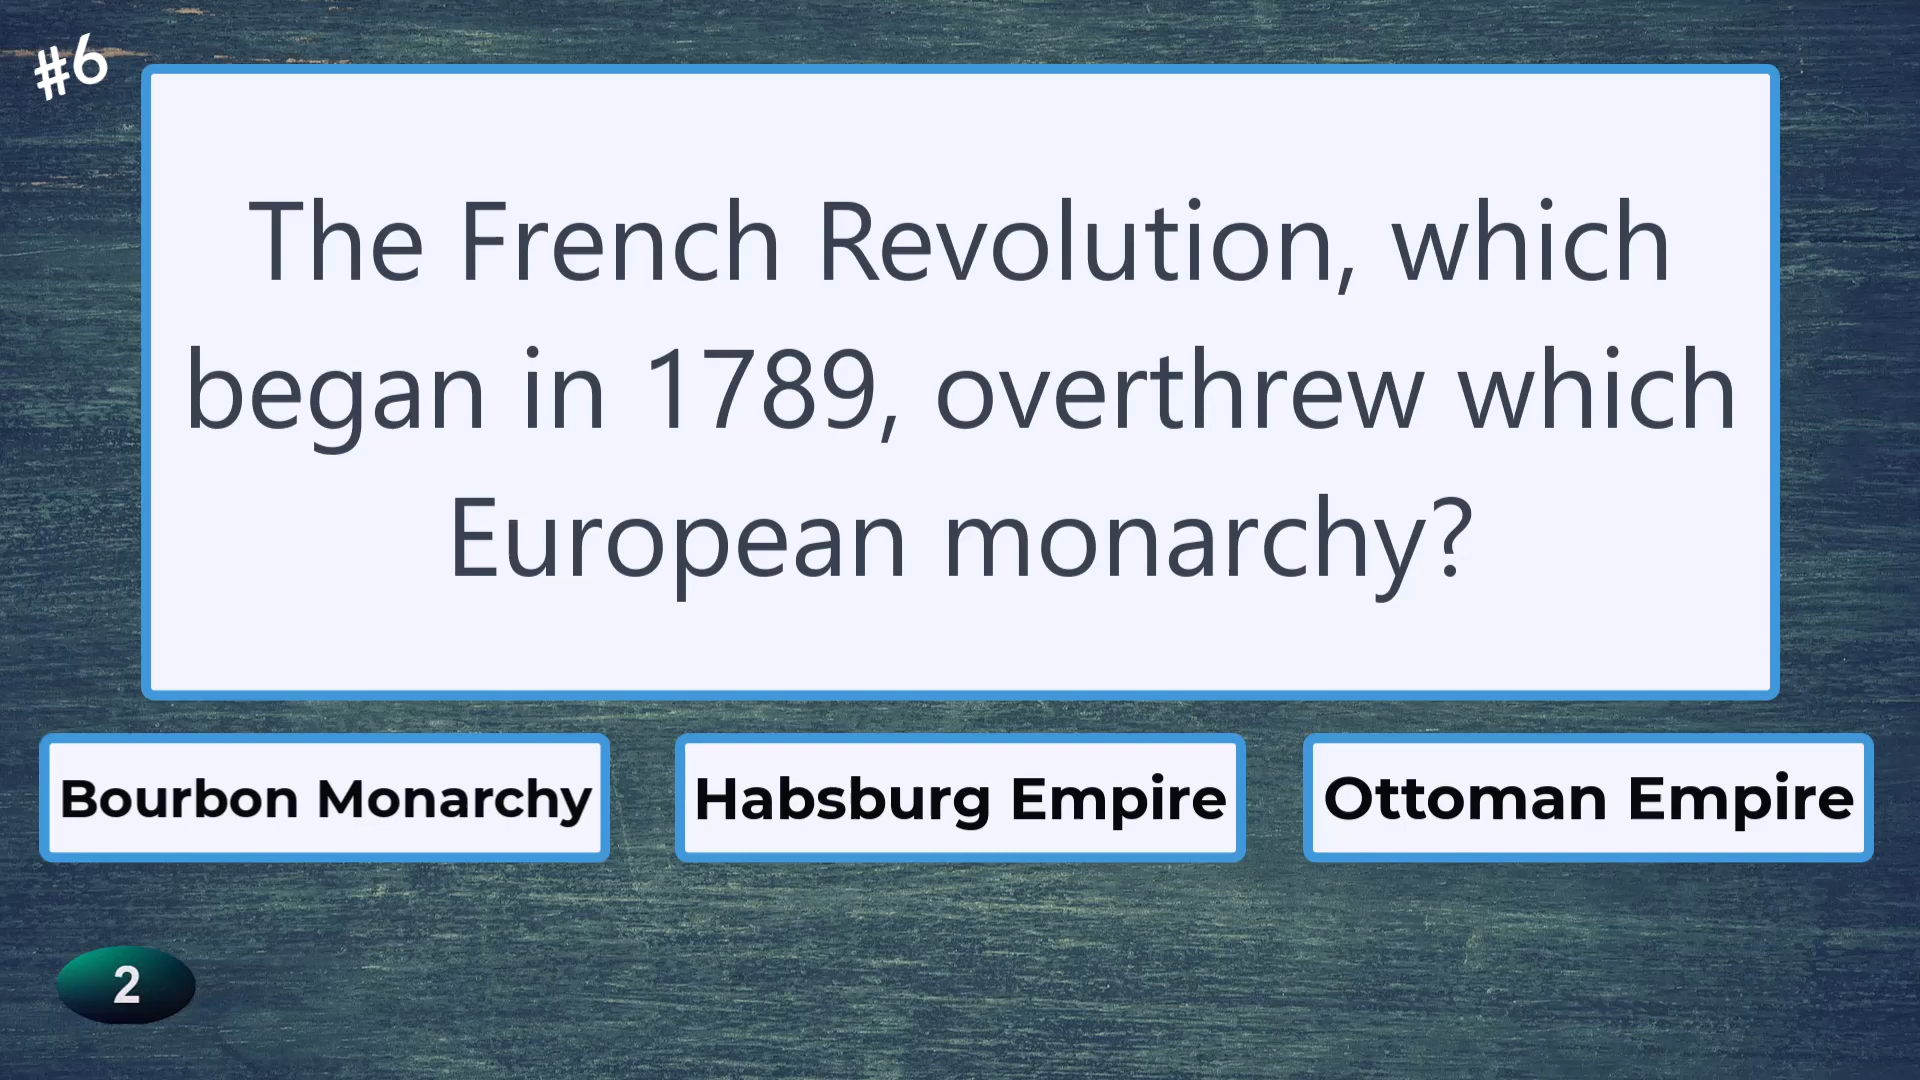 #6
The French Revolution, which
began in 1789, overthrew which
European monarchy?
Bourbon Monarchy
Habsburg Empire
Ottoman Empire
2